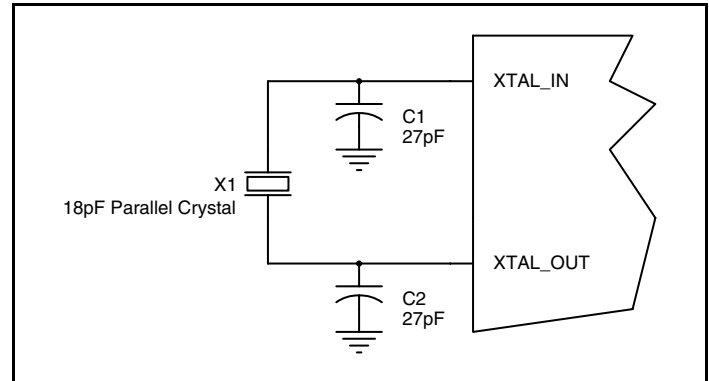 XTAL_IN
C1
27pF
X1
18pF Parallel Crystal
XTAL_OUT
C2
27pF